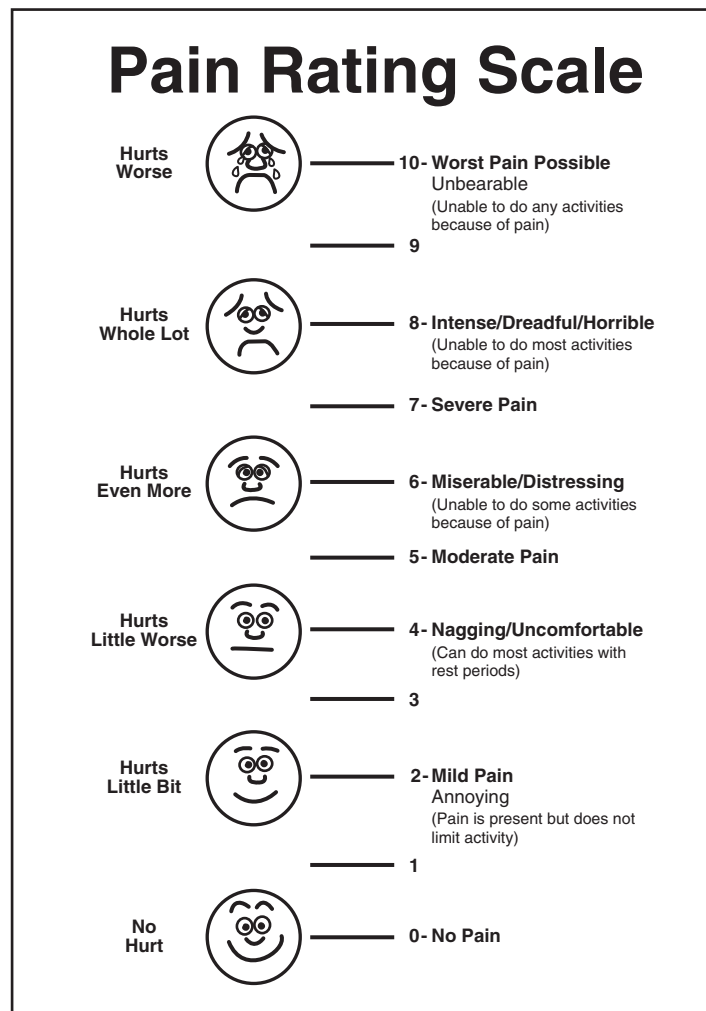 Pain Rating Scale
Hurts
Worse
10- Worst Pain Possible
Unbearable
(Unable to do any activities
because of pain)
9
Hurts
Whole Lot
8- Intense/Dreadful/Horrible
(Unable to do most activities
because of pain)
7- Severe Pain
Hurts
Even More
6- Miserable/Distressing
(Unable to do some activities
because of pain)
5- Moderate Pain
Hurts
Little Worse
4- Nagging/Uncomfortable
(Can do most activities with
rest periods)
3
Hurts
Little Bit
2- Mild Pain
Annoying
(Pain is present but does not
limit activity)
1
No
Hurt
0- No Pain